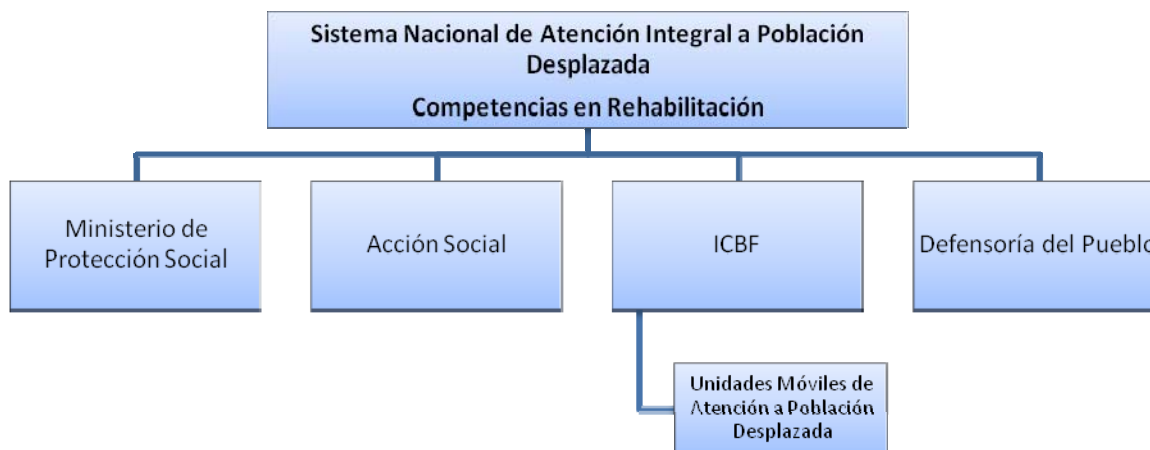 Sistema Nacional de Atención Integral a Población
Desplazada
Competencias en Rehabilitación
Ministerio de
Protección Social
Acción Social
ICBF
Defensoría del Pueblo
Unidades Móviles de
Atención a Población
Desplazada